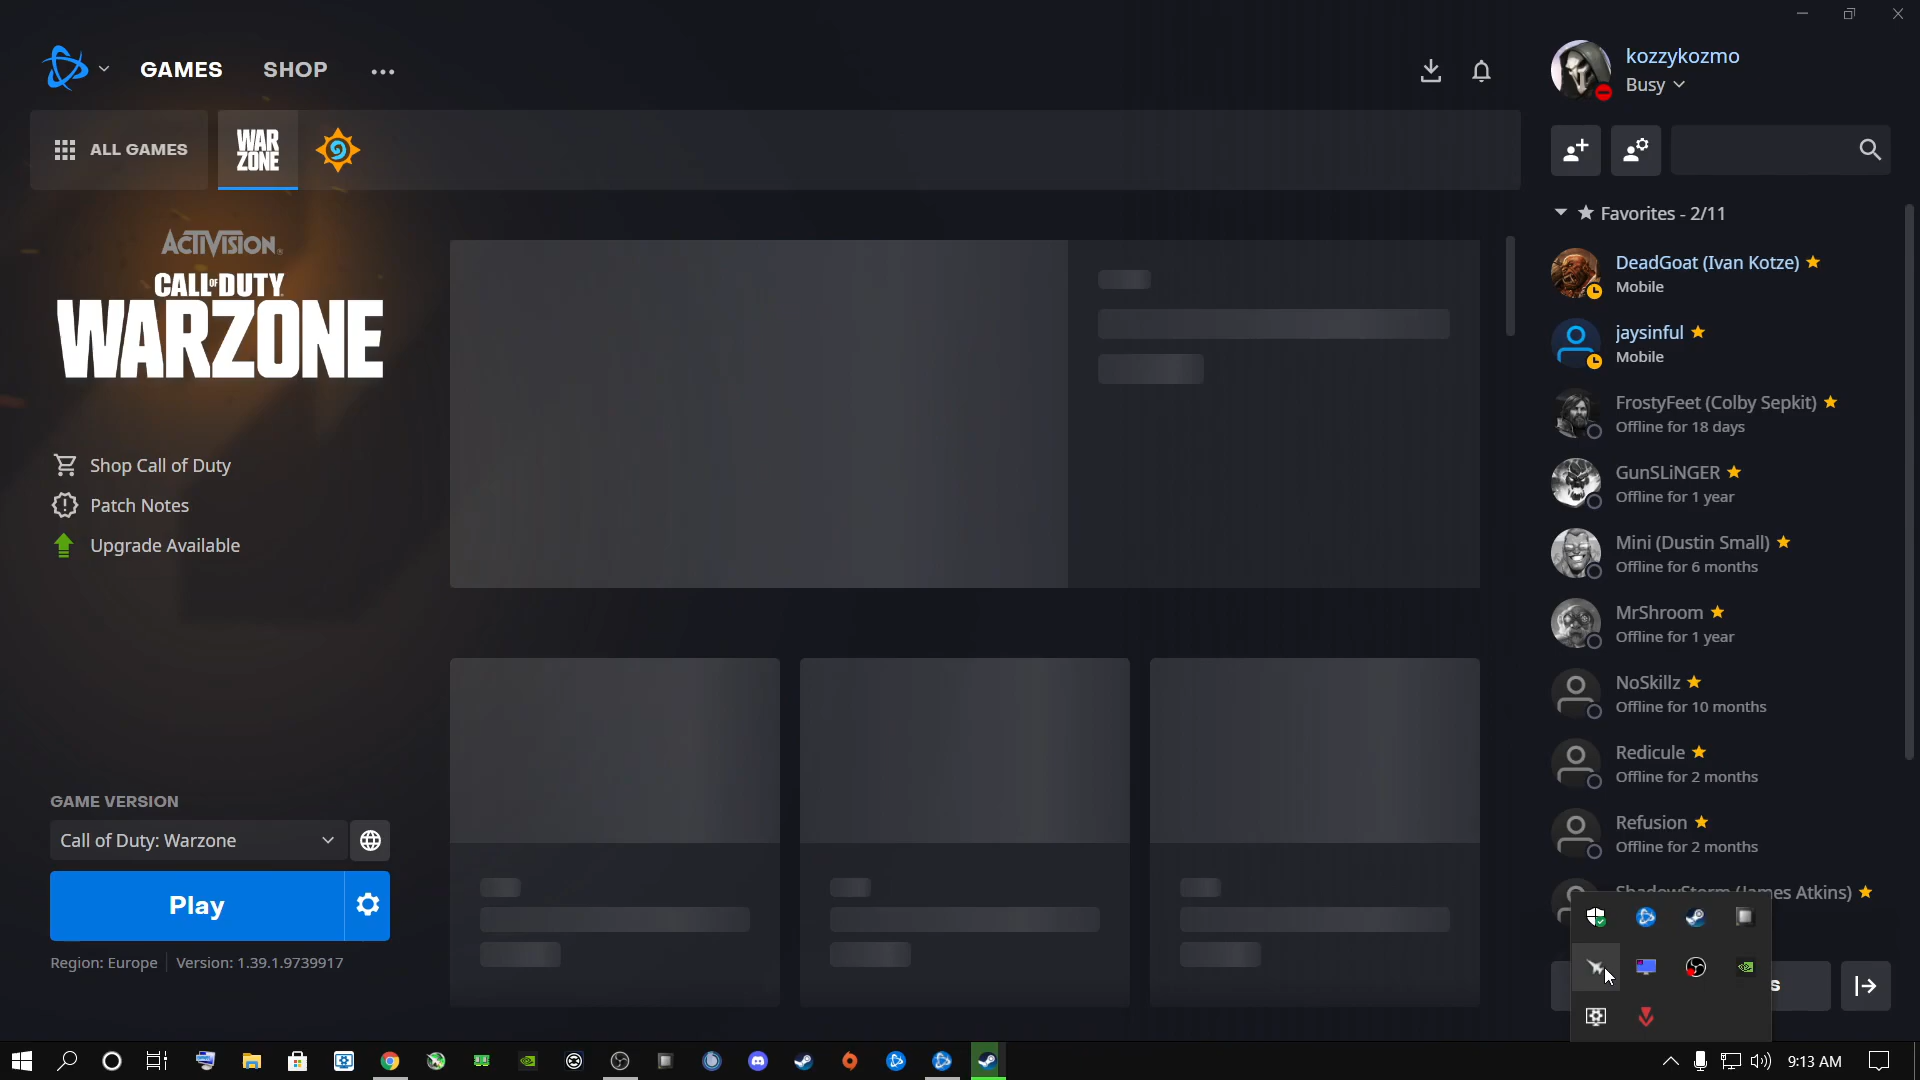 GAMES
SHOP
kozzykozmo
Busy
ALL GAMES
WAR
ZONE
Favorites - 2/11
ACTIVISION.
CALL OF DUTY
WARZONE
DeadGoat (Ivan Kotze)
Mobile
jaysinful
Mobile
FrostyFeet (Colby Sepkit)
Offline for 18 days
Shop Call of Duty
Patch Notes
Upgrade Available
GunSLiNGER
Offline for 1 year
Mini (Dustin Small)
Offline for 6 months
MrShroom
Offline for 1 year
NoSkillz
Offline for 10 months
Redicule
Offline for 2 months
Refusion
Offline for 2 months
GAME VERSION
Call of Duty: Warzone
Play
Region: Europe
Version: 1.39.1.9739917
9:13 AM